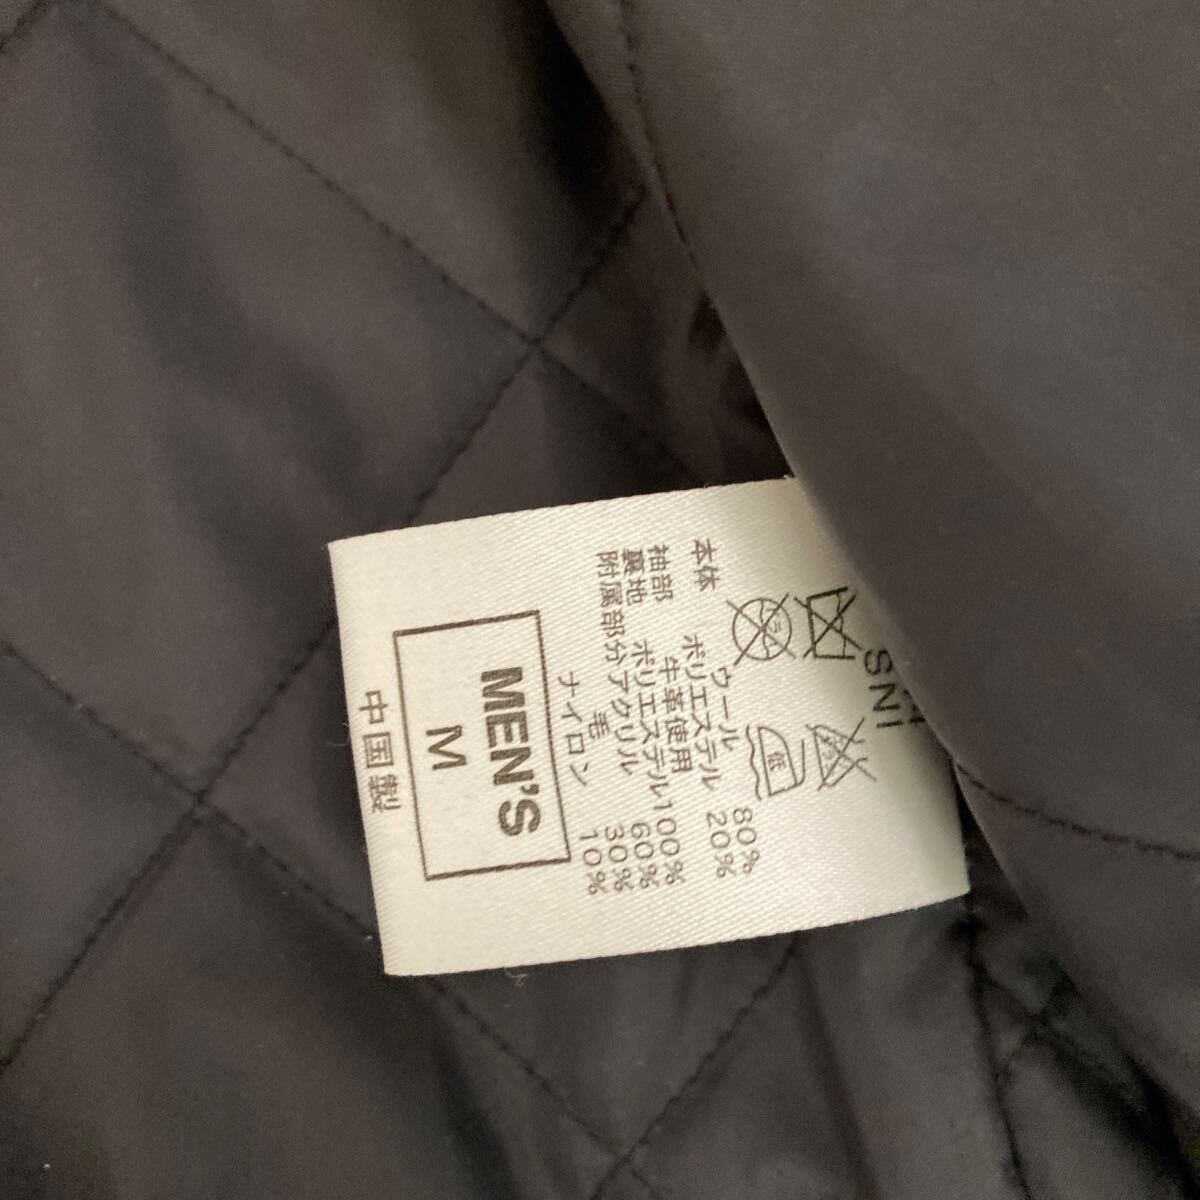 SNI
低
本体 ウール 80%
ポリエステル 20%
袖部 牛革使用
裏地 ポリエステル100%
附属部分 アクリル 60%
毛 30%
ナイロン 10%
MEN'S
M
中国製